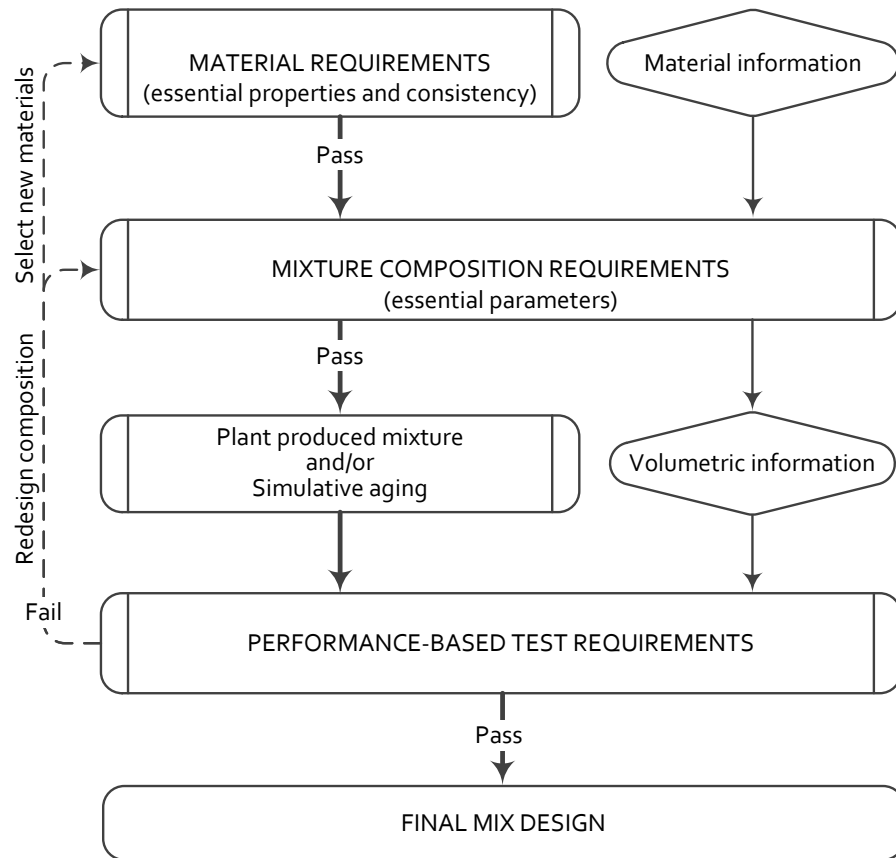 MATERIAL REQUIREMENTS
(essential properties and consistency)
Material information
Pass
Select new materials
MIXTURE COMPOSITION REQUIREMENTS
(essential parameters)
Pass
Redesign composition
Plant produced mixture
and/or
Simulative aging
Volumetric information
Fail
PERFORMANCE-BASED TEST REQUIREMENTS
Pass
FINAL MIX DESIGN